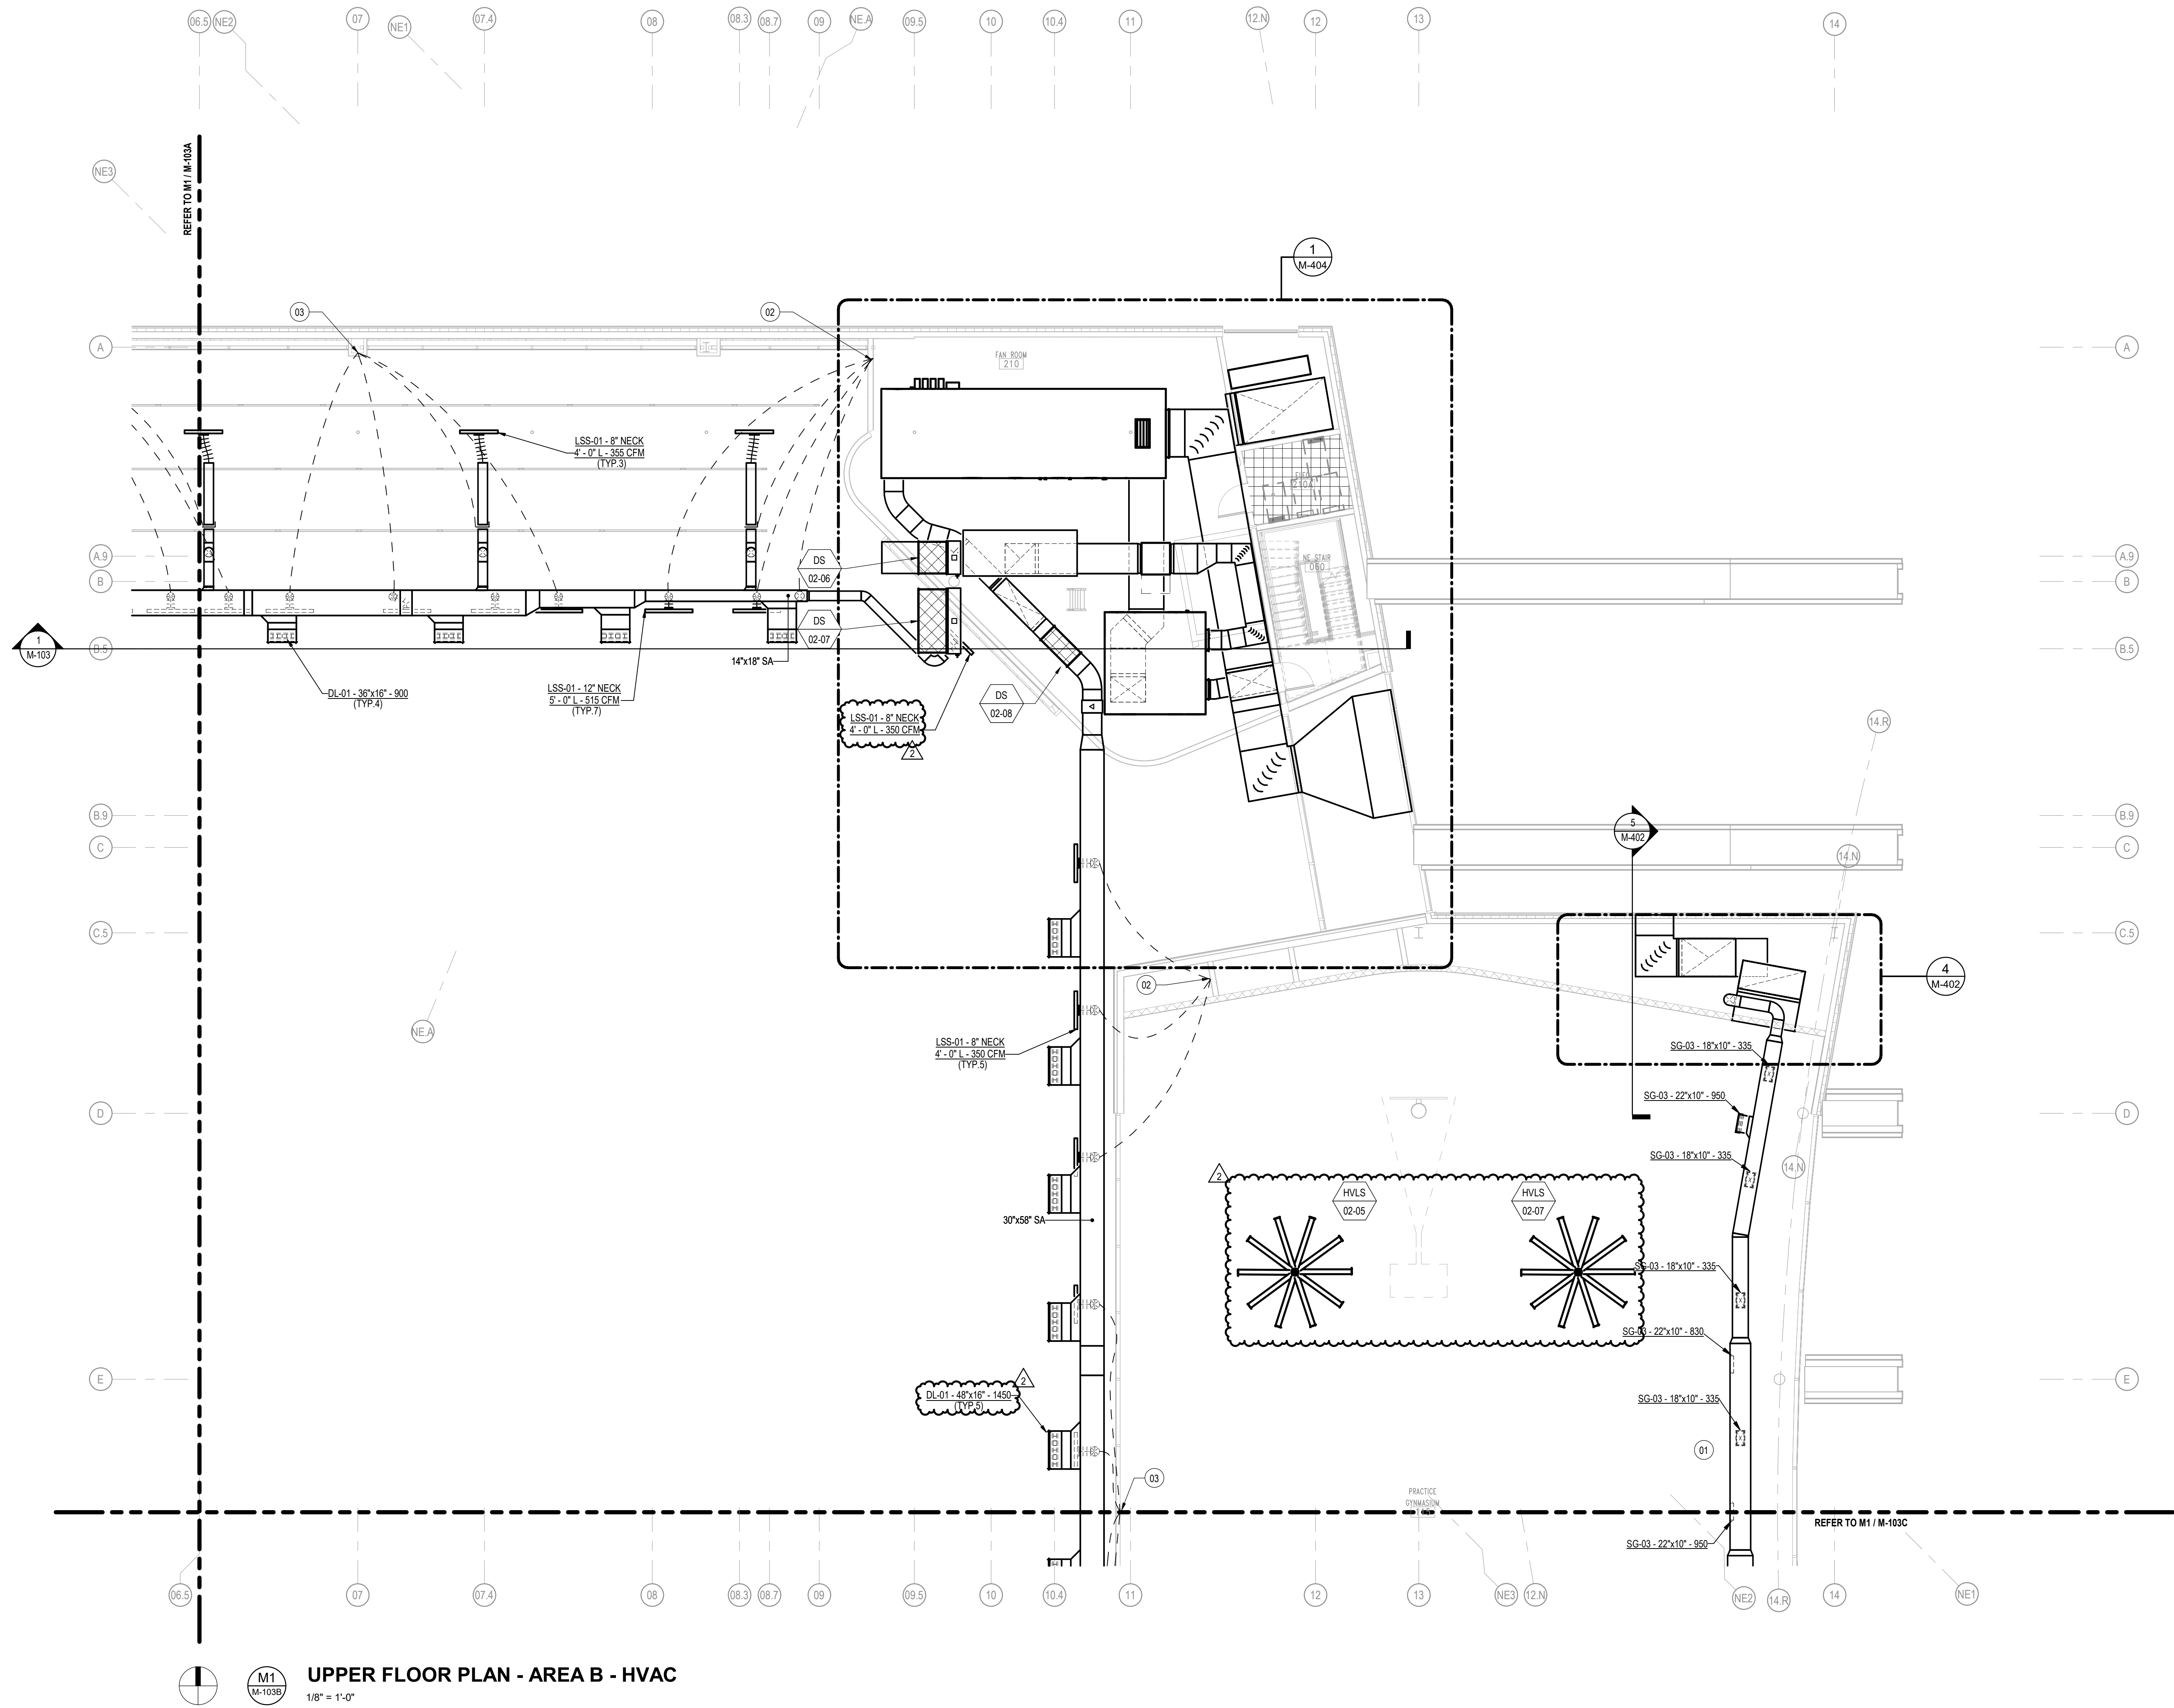 06.5
NE2
07
NE1
07.4
08
08.3
08.7
09
NE.A
09.5
10
10.4
11
12.N
12
13
14
REFER TO M1 / M-103A
NE3
1
M-404
03
02
A
A
FAN ROOM
210
LSS-01 - 8" NECK
4' - 0" L - 355 CFM
(TYP.3)
ELEC
210A
A.9
A.9
NE STAIR
060
DS
02-06
B
B
DS
02-07
1
M-103
B.5
B.5
14"x18" SA
DL-01 - 36"x16" - 900
(TYP.4)
LSS-01 - 12" NECK
5' - 0" L - 515 CFM
(TYP.7)
DS
02-08
LSS-01 - 8" NECK
4' - 0" L - 350 CFM
2
14.R
B.9
B.9
5
M-402
C
C
14.N
C.5
C.5
4
M-402
02
NE.A
LSS-01 - 8" NECK
4' - 0" L - 350 CFM
(TYP.5)
SG-03 - 18"x10" - 335
SG-03 - 22"x10" - 950
D
D
SG-03 - 18"x10" - 335
14.N
2
HVLS
02-05
HVLS
02-07
30"x58" SA
SG-03 - 18"x10" - 335
SG-03 - 22"x10" - 830
E
E
2
DL-01 - 48"x16" - 1450
(TYP.5)
SG-03 - 18"x10" - 335
01
03
PRACTICE
GYNMASIUM
REFER TO M1 / M-103C
SG-03 - 22"x10" - 950
06.5
07
07.4
08
08.3
08.7
09
09.5
10
10.4
11
12
13
NE3
12.N
NE2
14.R
14
NE1
M1
M-103B
UPPER FLOOR PLAN - AREA B - HVAC
1/8" = 1'-0"